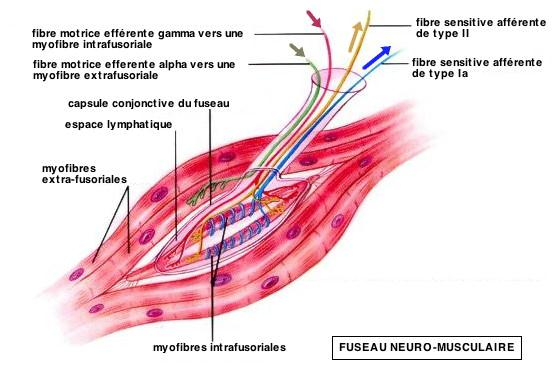 fibre motrice efférente gamma vers une
myofibre intrafusoriale
fibre motrice efferente alpha vers une
myofibre extrafusoriale
capsule conjonctive du fuseau
espace lymphatique
myofibres
extra-fusoriales
fibre sensitive afférente
de type II
fibre sensitive afférente
de type Ia
myofibres intrafusoriales
FUSEAU NEURO-MUSCULAIRE